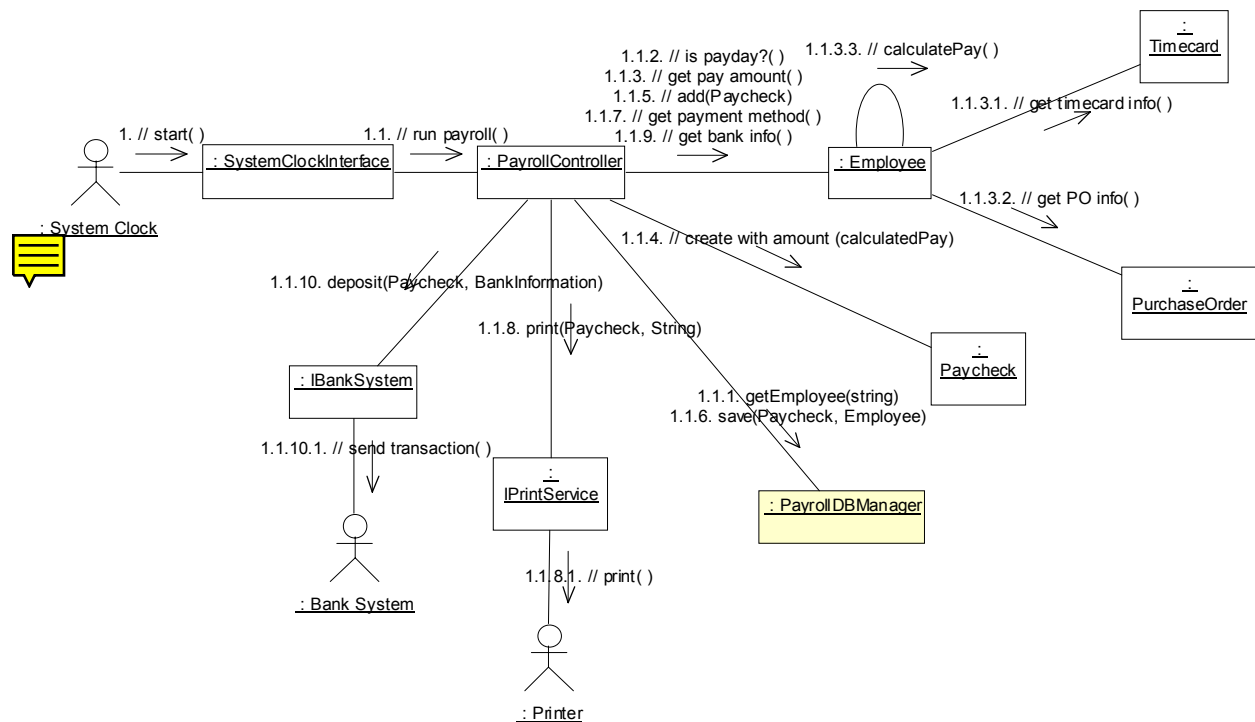 :
Timecard
1.1.2. // is payday?( )
1.1.3. // get pay amount( )
1.1.5. // add(Paycheck)
1.1.7. // get payment method( )
1.1.9. // get bank info( )
1.1.3.3. // calculatePay( )
1.1.3.1. // get timecard info( )
1. // start( )
1.1. // run payroll( )
: SystemClockInterface
: PayrollController
: Employee
: System Clock
1.1.3.2. // get PO info( )
1.1.4. // create with amount (calculatedPay)
1.1.10. deposit(Paycheck, BankInformation)
:
PurchaseOrder
1.1.8. print(Paycheck, String)
:
Paycheck
: IBankSystem
1.1.1. getEmployee(string)
1.1.6. save(Paycheck, Employee)
1.1.10.1. // send transaction( )
:
IPrintService
: PayrollDBManager
1.1.8.1. // print( )
: Bank System
: Printer